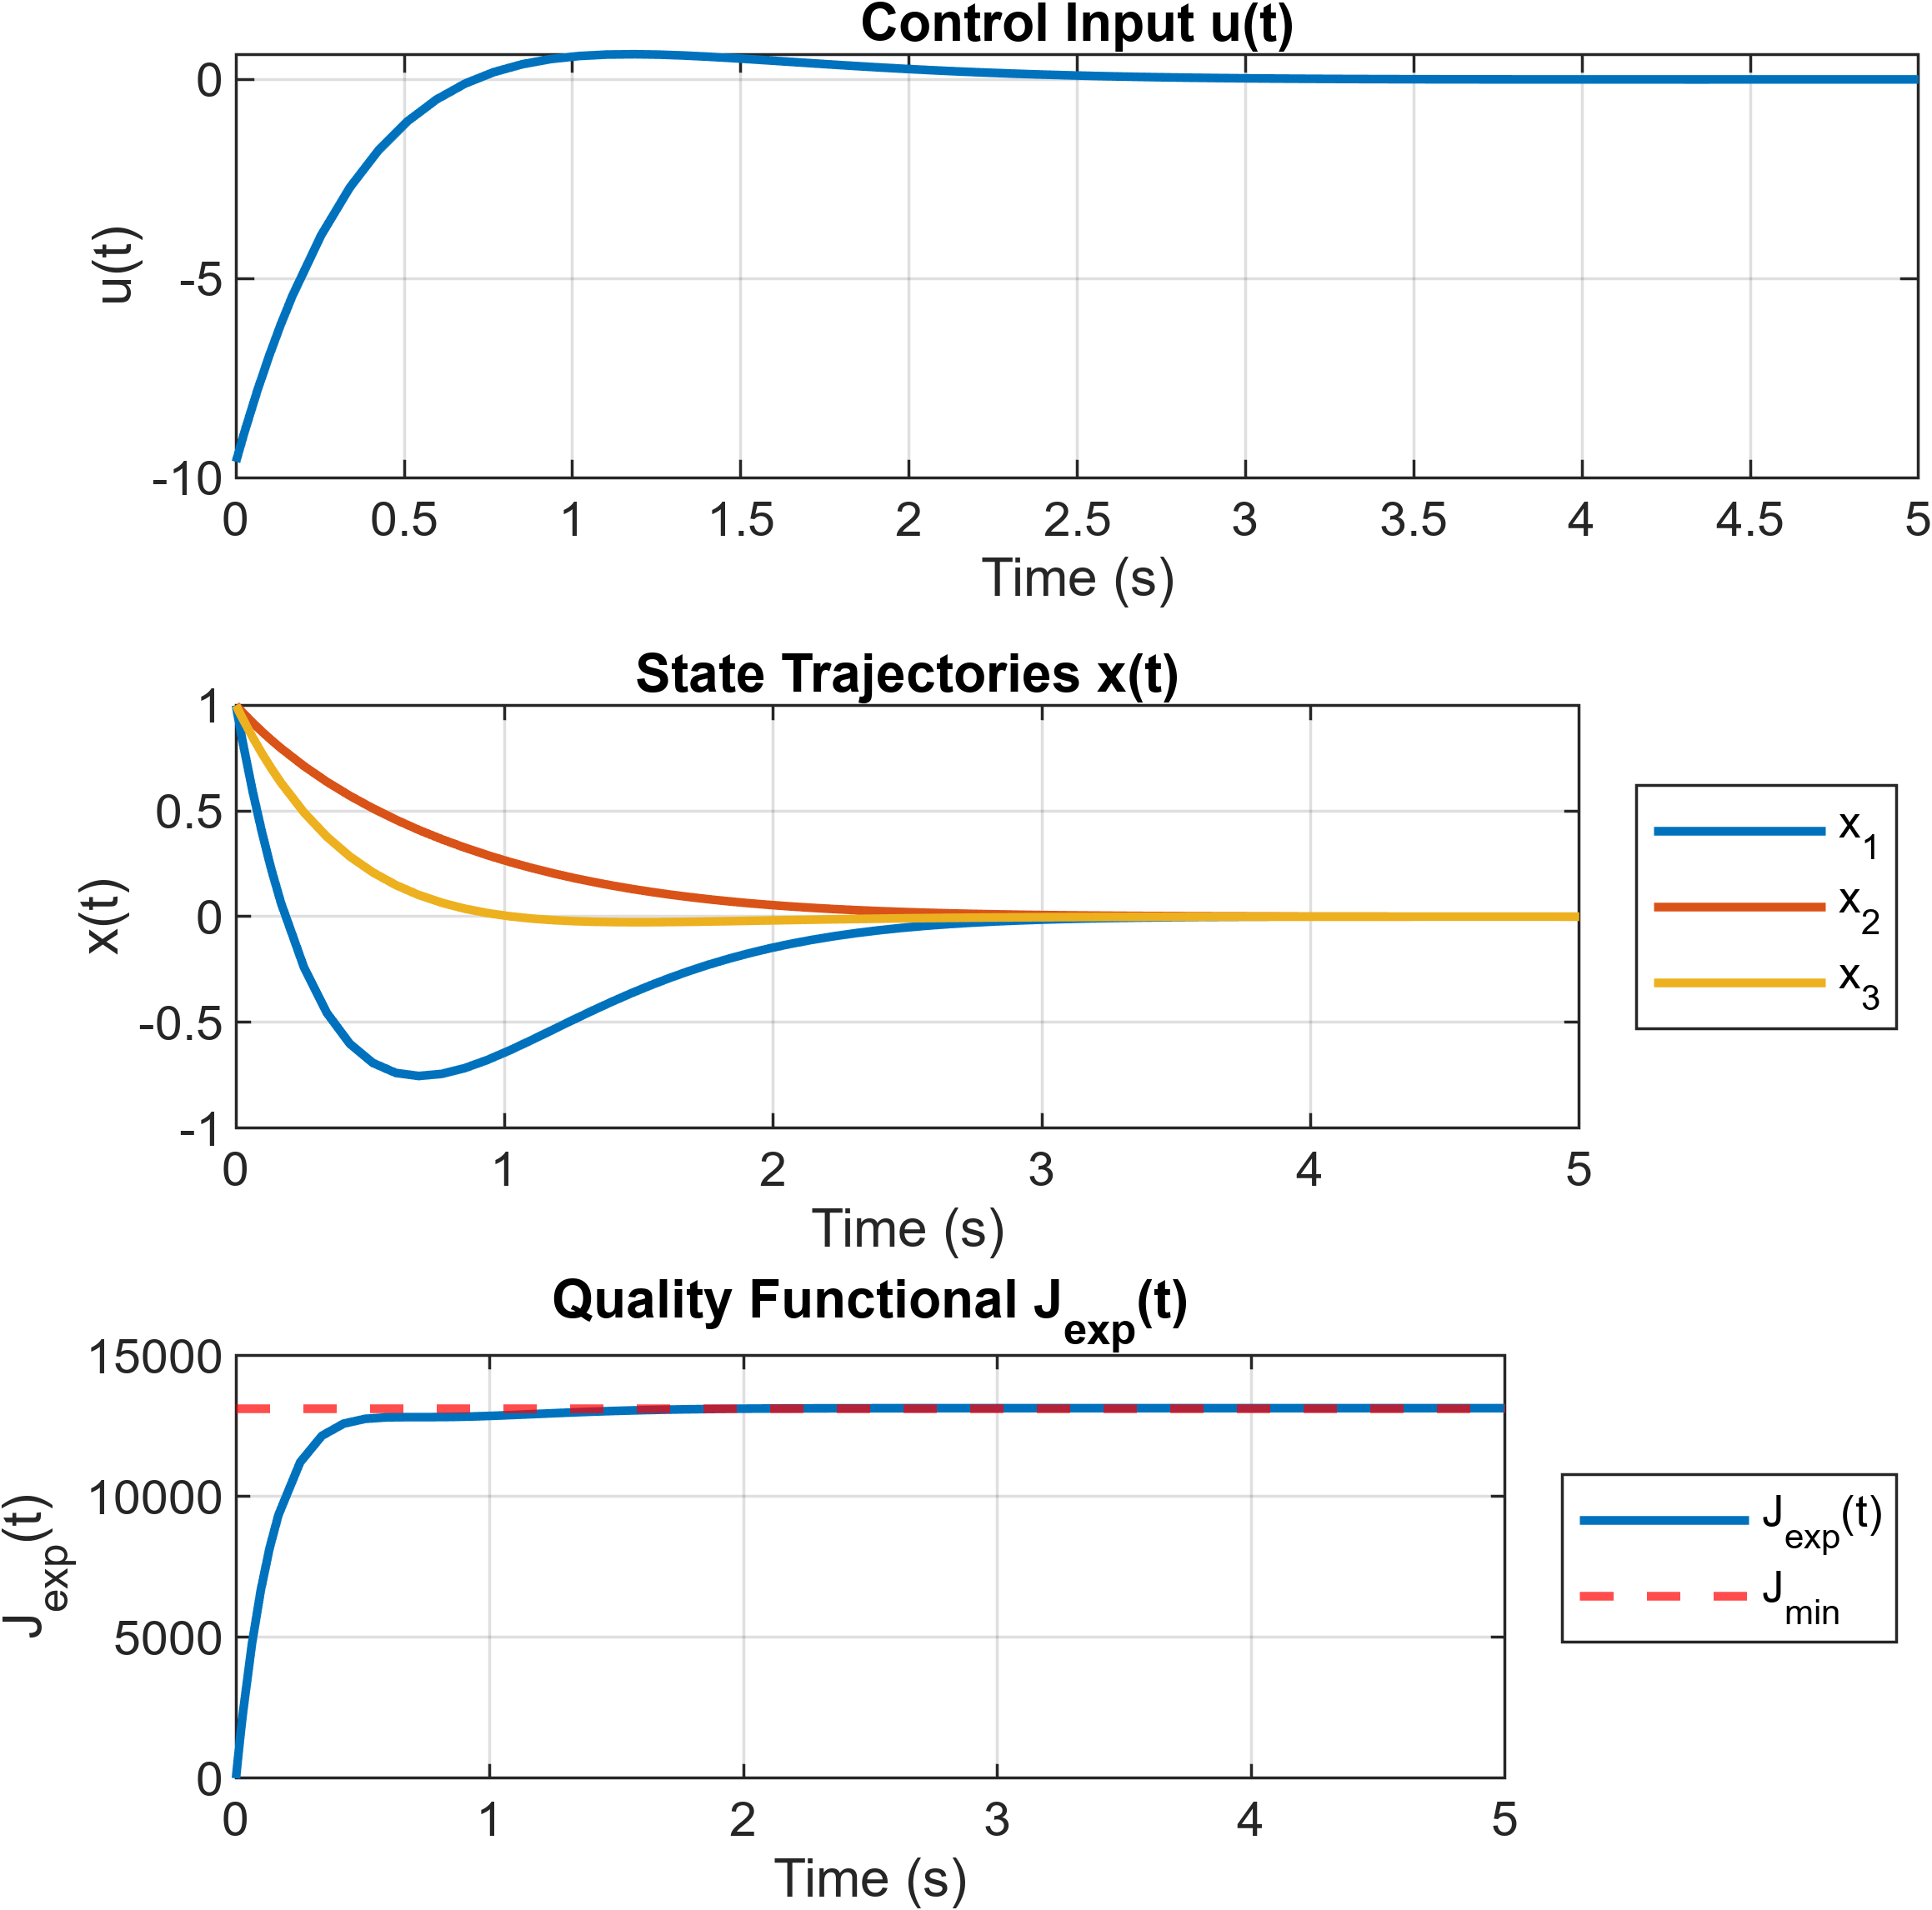 Control Input u(t)
u(t)
0
-5
-10
0 0.5 1 1.5 2 2.5 3 3.5 4 4.5 5
Time (s)
State Trajectories x(t)
x(t)
1
0.5
0
-0.5
-1
0 1 2 3 4 5
Time (s)
x1
x2
x3
Quality Functional Jexp(t)
Jexp(t)
15000
10000
5000
0
0 1 2 3 4 5
Time (s)
Jexp(t)
Jmin